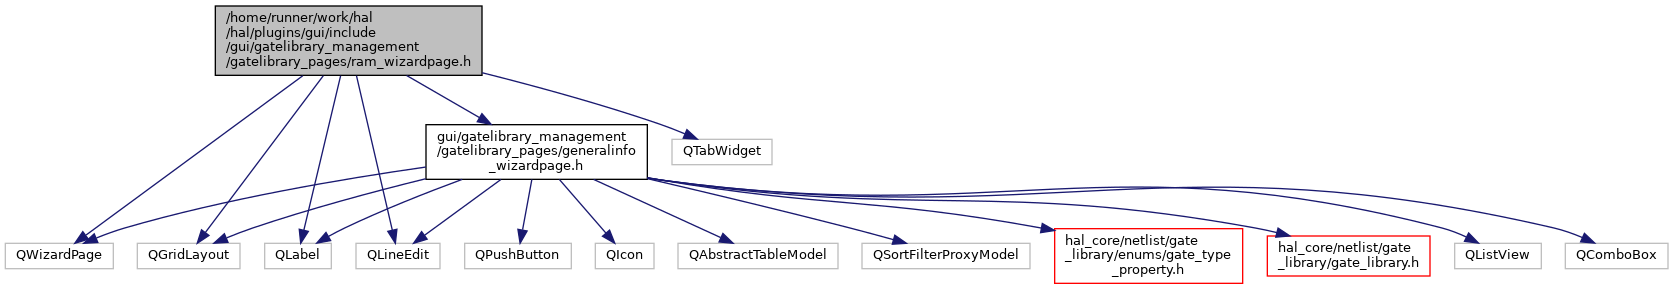 /home/runner/work/hal
/hal/plugins/gui/include
/gui/gatelibrary_management
/gatelibrary_pages/ram_wizardpage.h
gui/gatelibrary_management
/gatelibrary_pages/generalinfo
_wizardpage.h
QTabWidget
QWizardPage
QGridLayout
QLabel
QLineEdit
QPushButton
QIcon
QAbstractTableModel
QSortFilterProxyModel
hal_core/netlist/gate
_library/enums/gate_type
_property.h
hal_core/netlist/gate
_library/gate_library.h
QListView
QComboBox